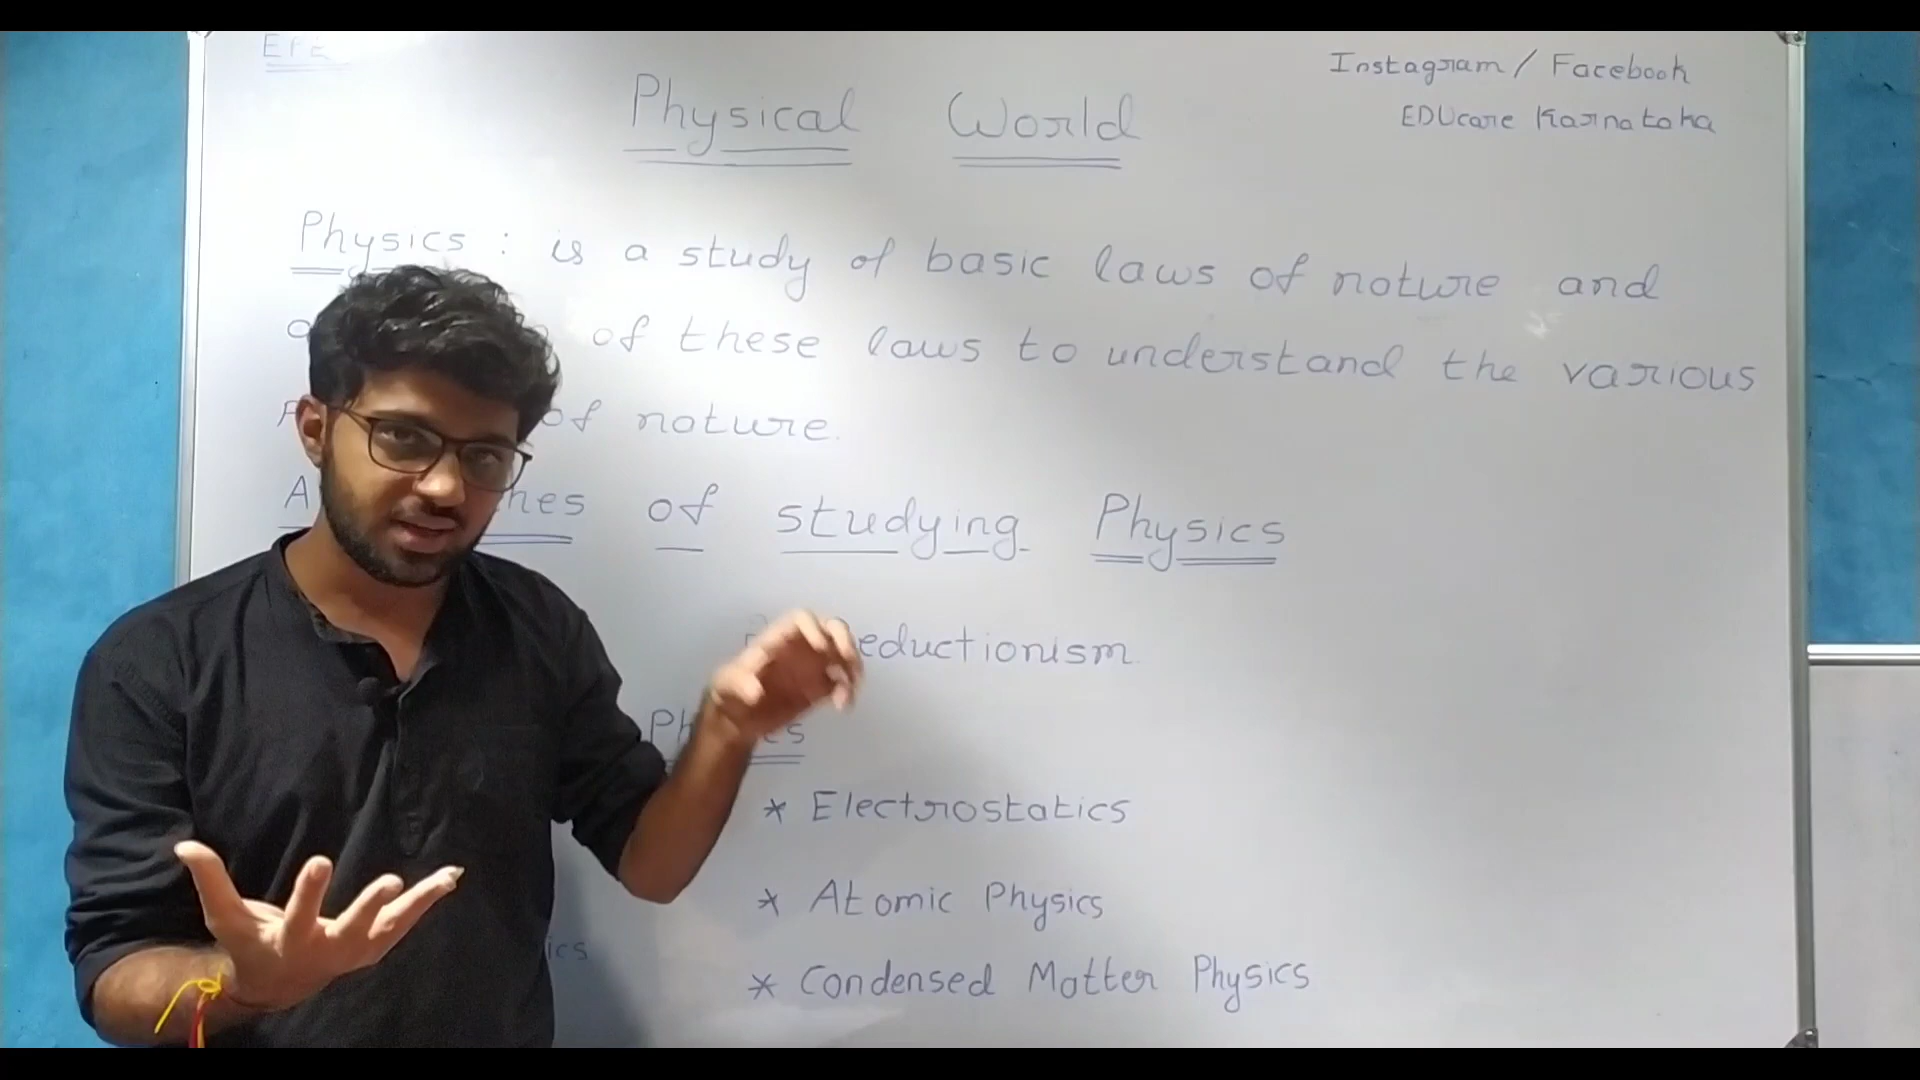 EFE
Instagram / Facebook
EDUcare Karnataka
Physical World
Physics : is a study of basic laws of nature and
of these laws to understand the various
of nature.
of studying Physics
Reductionism
* Electrostatics
* Atomic Physics
* Condensed Matter Physics